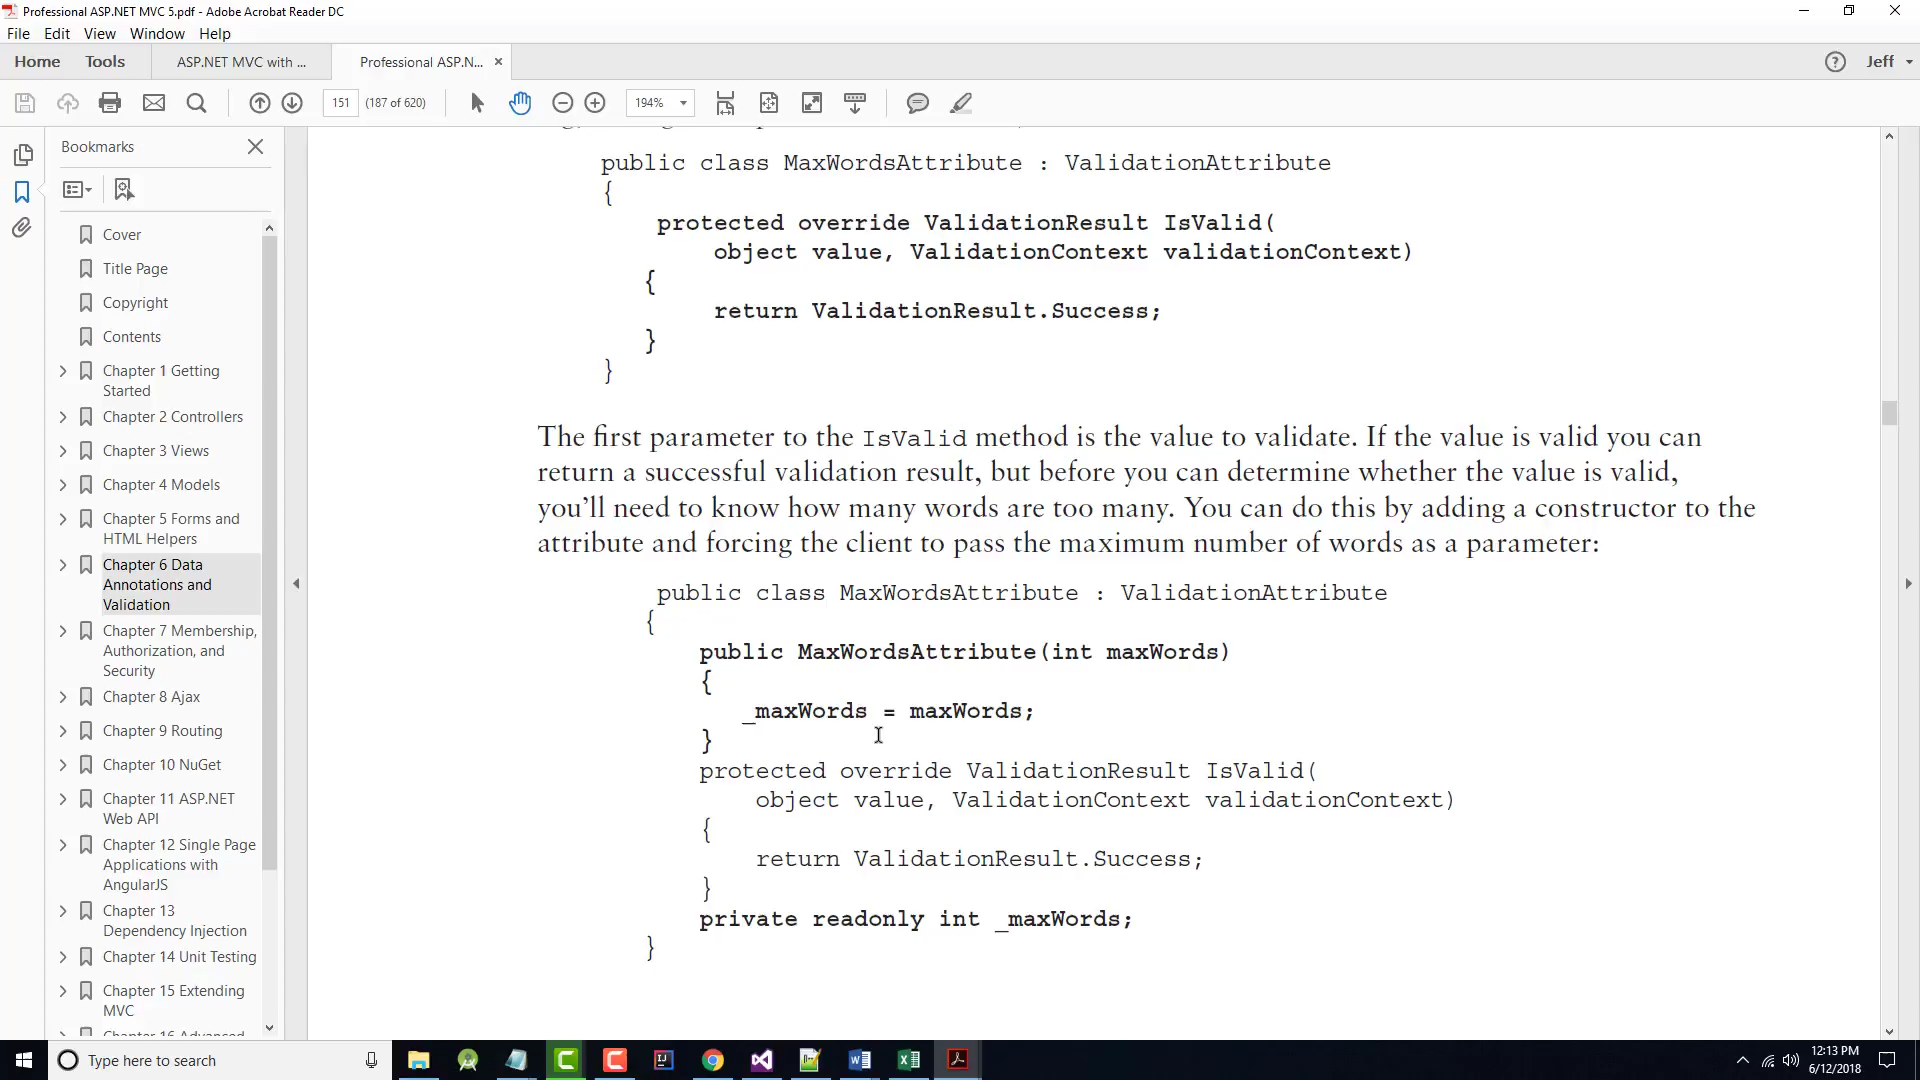 Professional ASP.NET MVC 5.pdf - Adobe Acrobat Reader DC
File Edit View Window Help
Home Tools ASP.NET MVC with ... Professional ASP.N... ×
Jeff
151 (187 of 620) 194%
Bookmarks
Cover
Title Page
Copyright
Contents
Chapter 1 Getting
Started
Chapter 2 Controllers
Chapter 3 Views
Chapter 4 Models
Chapter 5 Forms and
HTML Helpers
Chapter 6 Data
Annotations and
Validation
Chapter 7 Membership,
Authorization, and
Security
Chapter 8 Ajax
Chapter 9 Routing
Chapter 10 NuGet
Chapter 11 ASP.NET
Web API
Chapter 12 Single Page
Applications with
AngularJS
Chapter 13
Dependency Injection
Chapter 14 Unit Testing
Chapter 15 Extending
MVC
Chapter 16 Advanced
public class MaxWordsAttribute : ValidationAttribute
{
protected override ValidationResult IsValid(
object value, ValidationContext validationContext)
{
return ValidationResult.Success;
}
}
The first parameter to the IsValid method is the value to validate. If the value is valid you can
return a successful validation result, but before you can determine whether the value is valid,
you'll need to know how many words are too many. You can do this by adding a constructor to the
attribute and forcing the client to pass the maximum number of words as a parameter:
public class MaxWordsAttribute : ValidationAttribute
{
public MaxWordsAttribute(int maxWords)
{
_maxWords = maxWords;
}
protected override ValidationResult IsValid(
object value, ValidationContext validationContext)
{
return ValidationResult.Success;
}
private readonly int _maxWords;
}
Type here to search
12:13 PM
6/12/2018